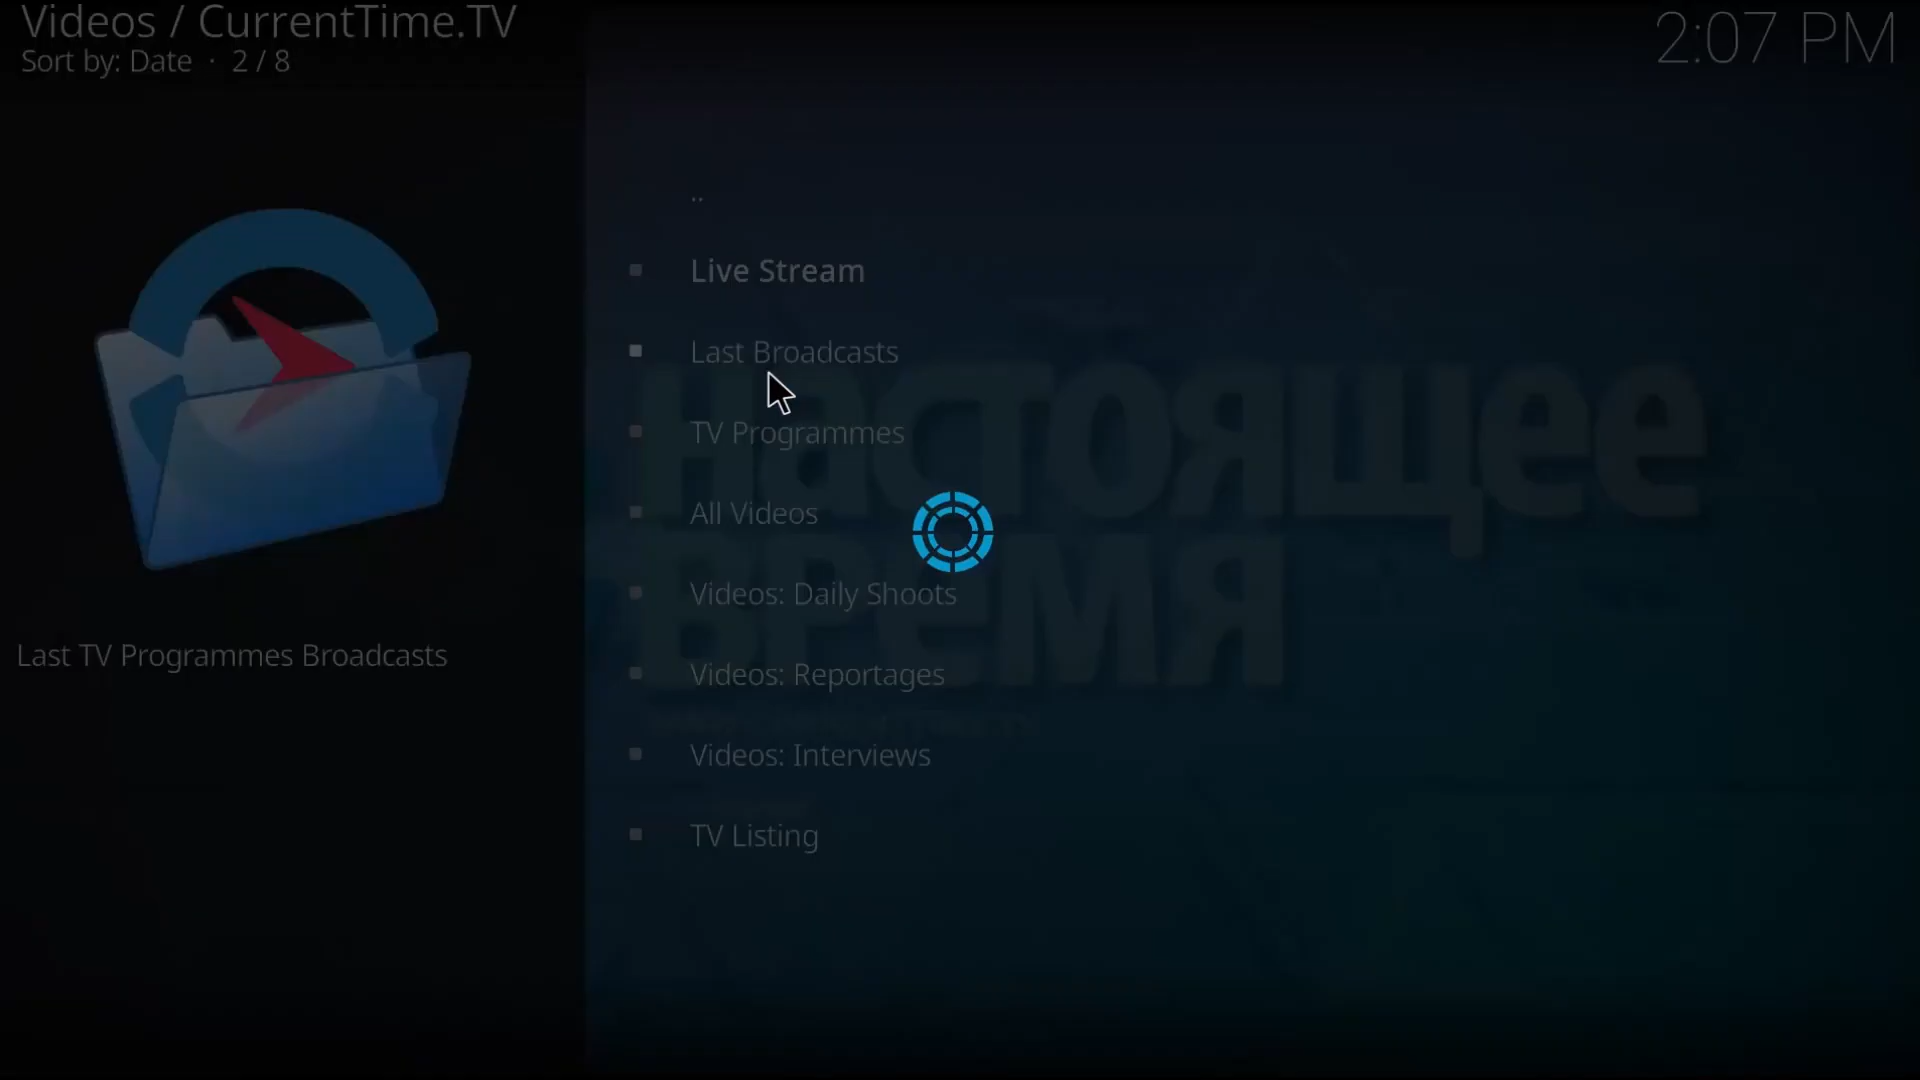 Videos / CurrentTime.TV
Sort by: Date · 2 / 8
2:07 PM
..
Live Stream
Last Broadcasts
TV Programmes
All Videos
Videos: Daily Shoots
Videos: Reportages
Videos: Interviews
TV Listing
Last TV Programmes Broadcasts
настоящее
время